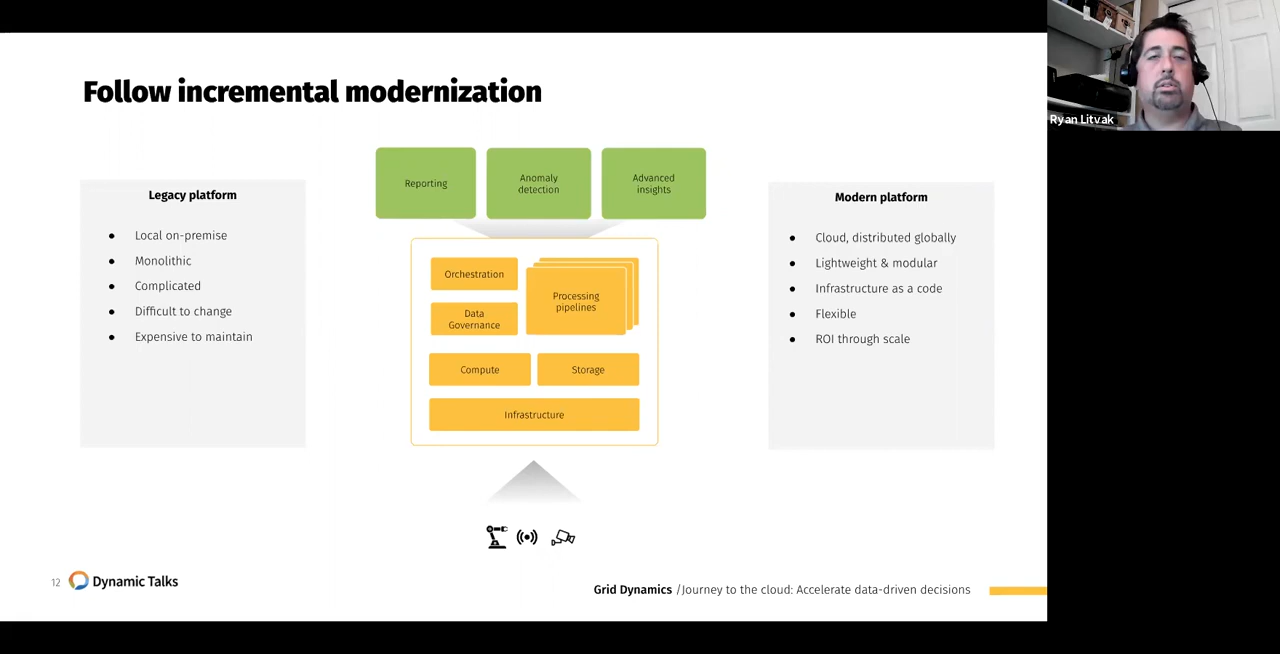 Follow incremental modernization
Legacy platform
● Local on-premise
● Monolithic
● Complicated
● Difficult to change
● Expensive to maintain
Reporting
Anomaly
detection
Advanced
insights
Orchestration
Data
Governance
Processing
pipelines
Compute
Storage
Infrastructure
Modern platform
● Cloud, distributed globally
● Lightweight & modular
● Infrastructure as a code
● Flexible
● ROI through scale
12
Dynamic Talks
Grid Dynamics / Journey to the cloud: Accelerate data-driven decisions
Ryan Litvak